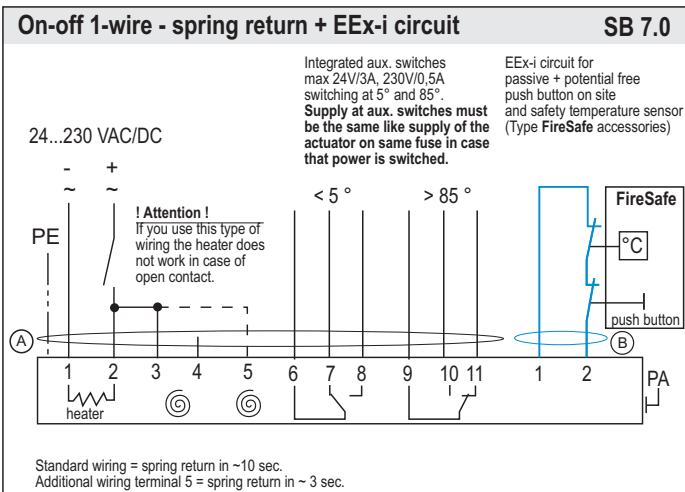 On-off 1-wire - spring return + EEx-i circuit SB 7.0
Integrated aux. switches
max 24V/3A, 230V/0,5A
switching at 5° and 85°.
Supply at aux. switches must
be the same like supply of the
actuator on same fuse in case
that power is switched.
EEx-i circuit for
passive + potential free
push button on site
and safety temperature sensor
(Type FireSafe accessories)
24...230 VAC/DC
- +
~ ~
! Attention !
If you use this type of
wiring the heater does
not work in case of
open contact.
< 5 ° > 85 °
FireSafe
PE
°C
push button
A
B
1 2 3 4 5 6 7 8 9 10 11 1 2
PA
heater
Standard wiring = spring return in ~10 sec.
Additional wiring terminal 5 = spring return in ~ 3 sec.